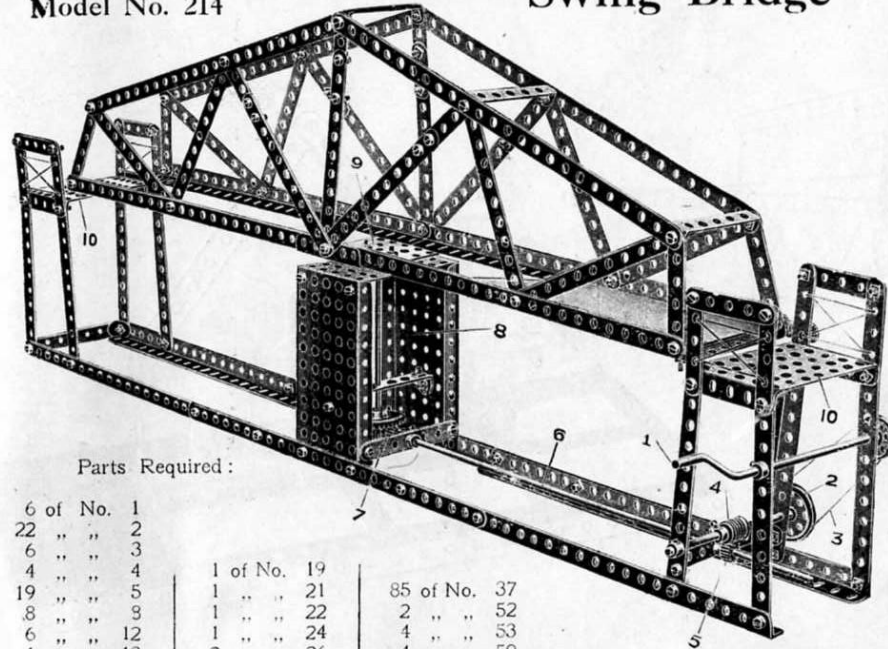 Model No. 214
Swing Bridge
9
10
8
10
1
6
2
4
7
3
5
Parts Required:
6 of No. 1
22 „ „ 2
6 „ „ 3
4 „ „ 4
19 „ „ 5
8 „ „ 8
6 „ „ 12
1 of No. 19
1 „ „ 21
1 „ „ 22
1 „ „ 24
85 of No. 37
2 „ „ 52
4 „ „ 53